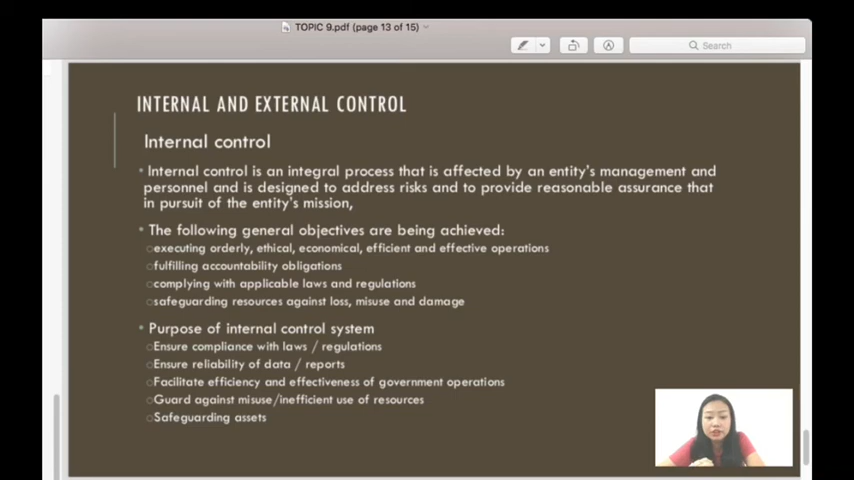 TOPIC 9.pdf (page 13 of 15)
Search
INTERNAL AND EXTERNAL CONTROL
Internal control
Internal control is an integral process that is affected by an entity's management and
personnel and is designed to address risks and to provide reasonable assurance that
in pursuit of the entity's mission,
The following general objectives are being achieved:
executing orderly, ethical, economical, efficient and effective operations
fulfilling accountability obligations
complying with applicable laws and regulations
safeguarding resources against loss, misuse and damage
Purpose of internal control system
Ensure compliance with laws / regulations
Ensure reliability of data / reports
Facilitate efficiency and effectiveness of government operations
Guard against misuse/inefficient use of resources
Safeguarding assets